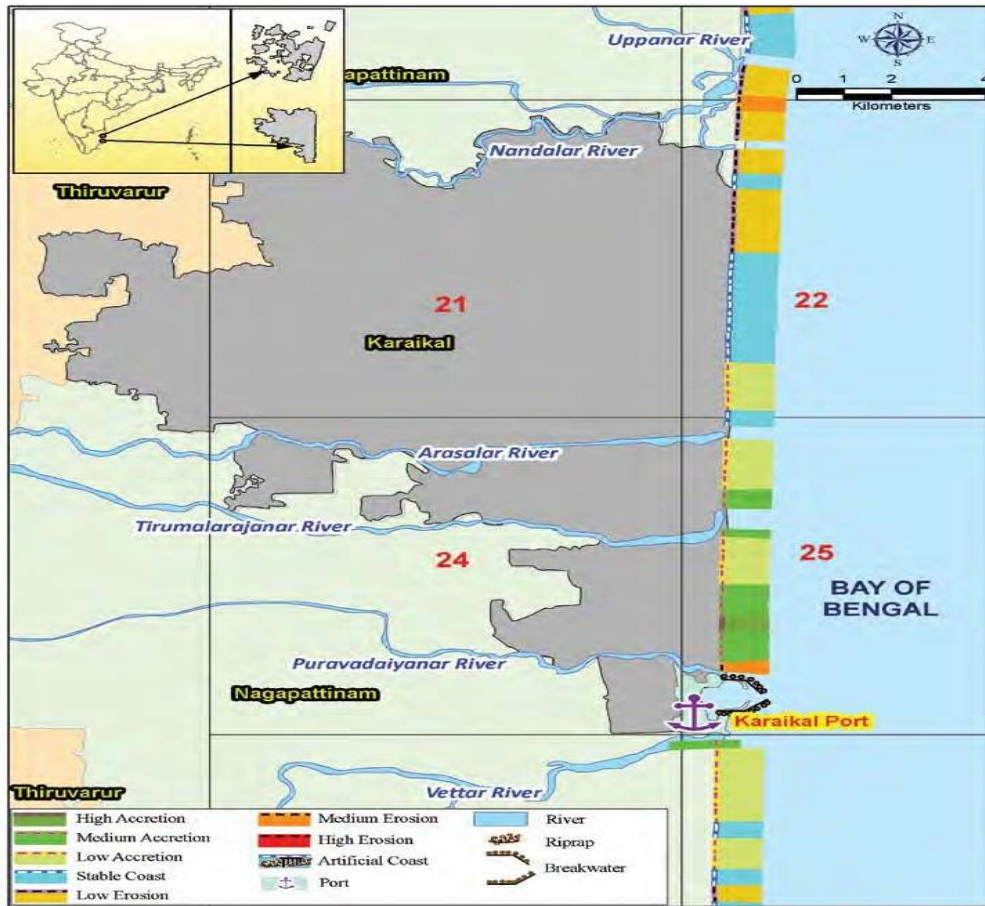 Uppanar River
N
W E
S
apattinam
0 1 2 4
Kilometers
Nandalar River
Thiruvarur
21
22
Karaikal
Arasalar River
Tirumalarajanar River
24
25
BAY OF
BENGAL
Puravadaiyanar River
Nagapattinam
Karaikal Port
Vettar River
Thiruvarur
High Accretion
Medium Accretion
Low Accretion
Stable Coast
Low Erosion
Medium Erosion
High Erosion
Artificial Coast
Port
River
Riprap
Breakwater